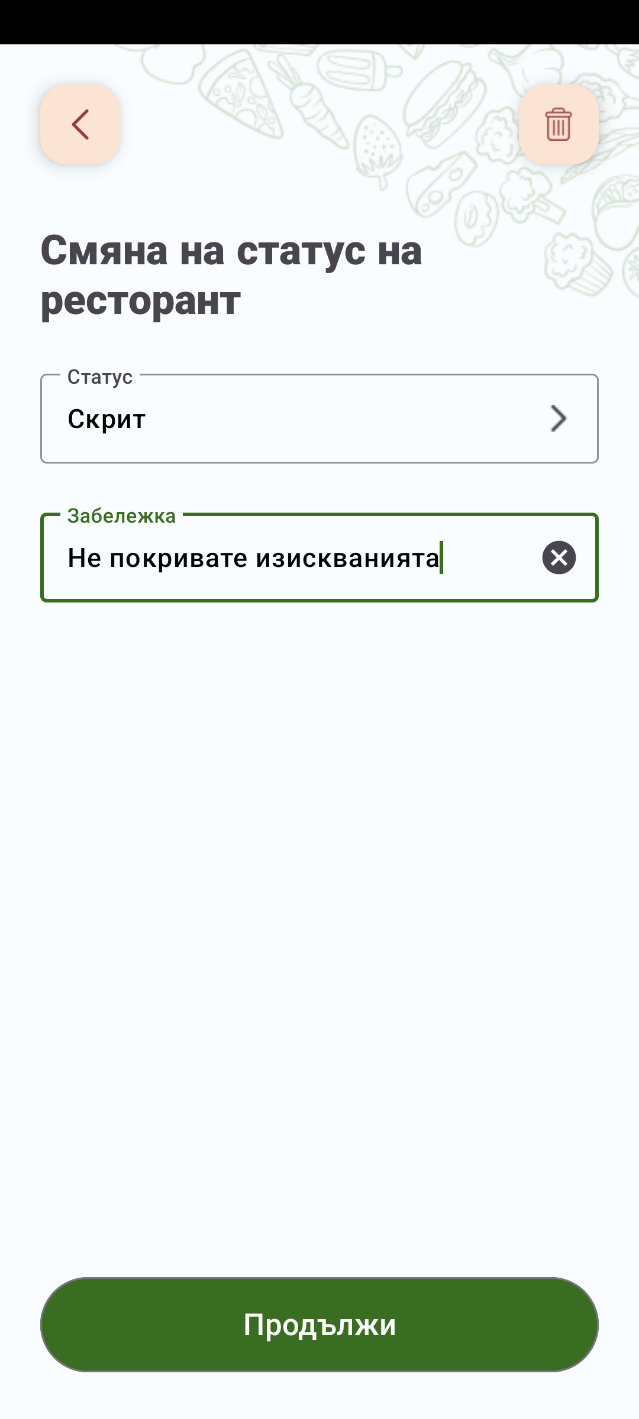 Смяна на статус на
ресторант
Статус
Скрит
Забележка
Не покривате изискванията
Продължи